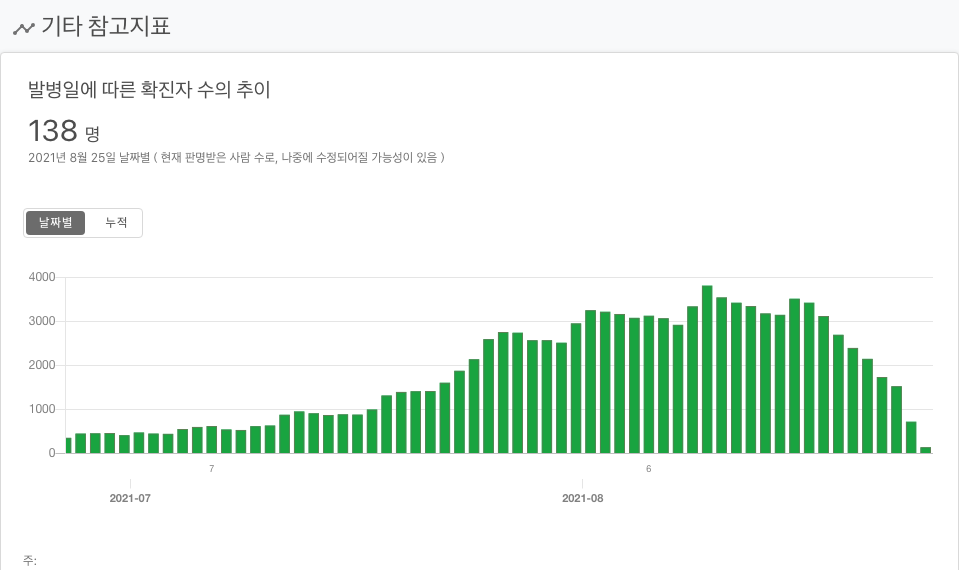 기타 참고지표
발병일에 따른 확진자 수의 추이
138 명
2021년 8월 25일 날짜별 ( 현재 판명받은 사람 수로, 나중에 수정되어질 가능성이 있음 )
날짜별 누적
4000
3000
2000
1000
0
7 6
2021-07 2021-08
주: